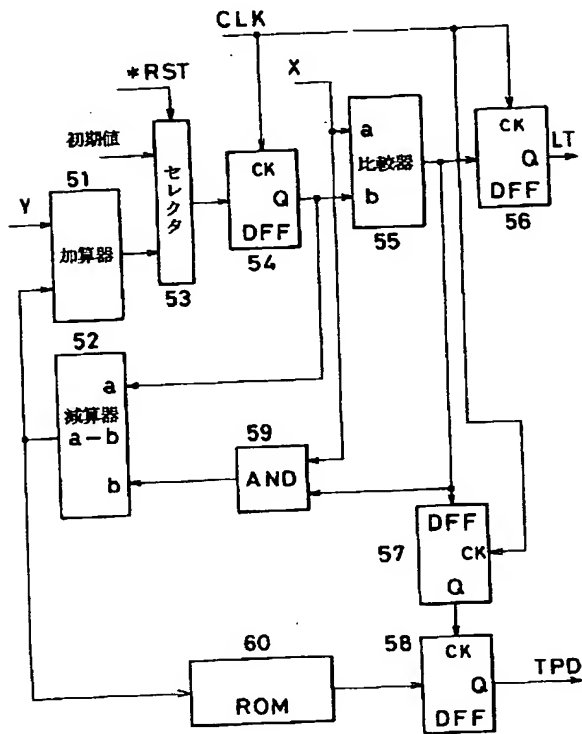 CLK
X
*RST
初期値
51
Y
加算器
セレクタ
53
CK
Q
DFF
54
a
比較器
b
55
CK
Q
DFF
56
LT
52
a
減算器
a-b
b
59
AND
57
DFF
CK
Q
60
ROM
58
CK
Q
DFF
TPD